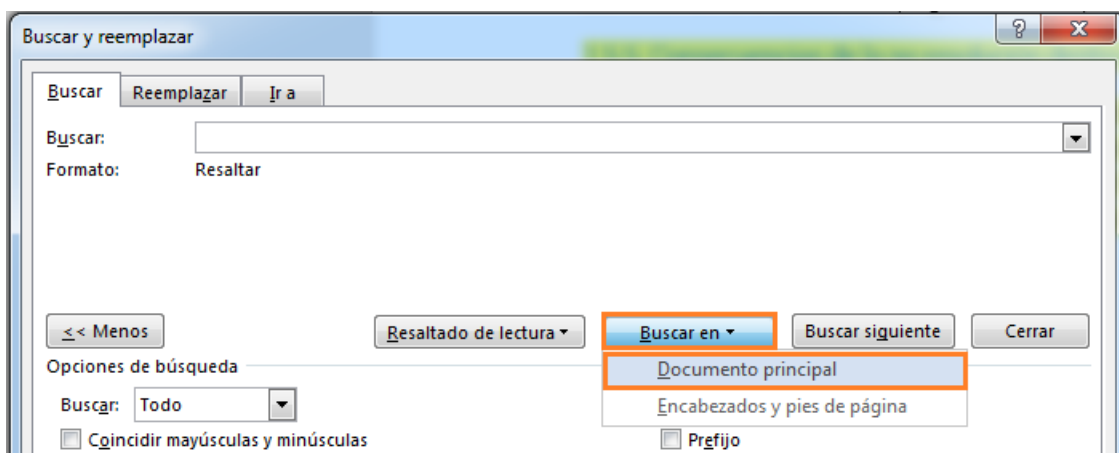 Buscar y reemplazar
Buscar Reemplazar Ir a
Buscar:
Formato: Resaltar
<< Menos Resaltado de lectura Buscar en Buscar siguiente Cerrar
Documento principal
Opciones de búsqueda
Encabezados y pies de página
Buscar: Todo
Coincidir mayúsculas y minúsculas Prefijo